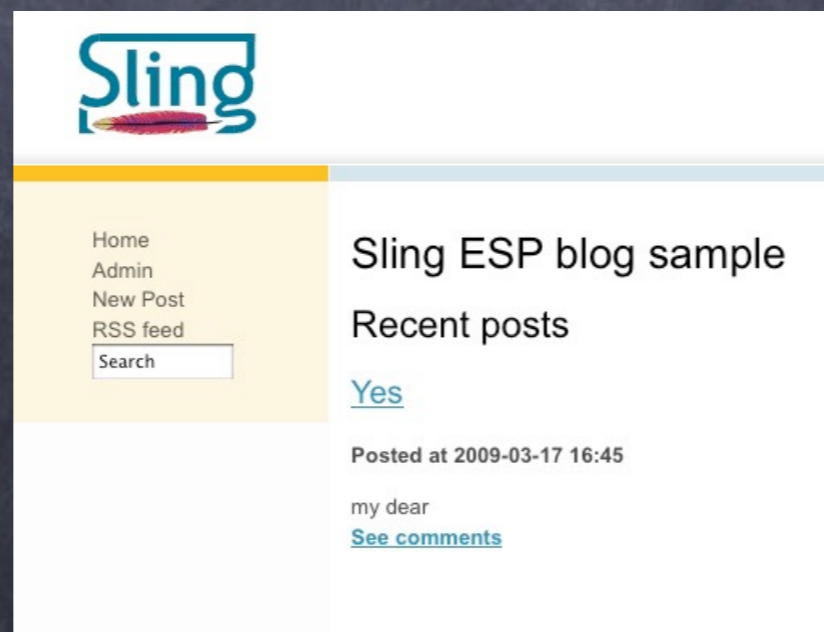 Sling
Home
Admin
New Post
RSS feed
Search
Sling ESP blog sample
Recent posts
Yes
Posted at 2009-03-17 16:45
my dear
See comments